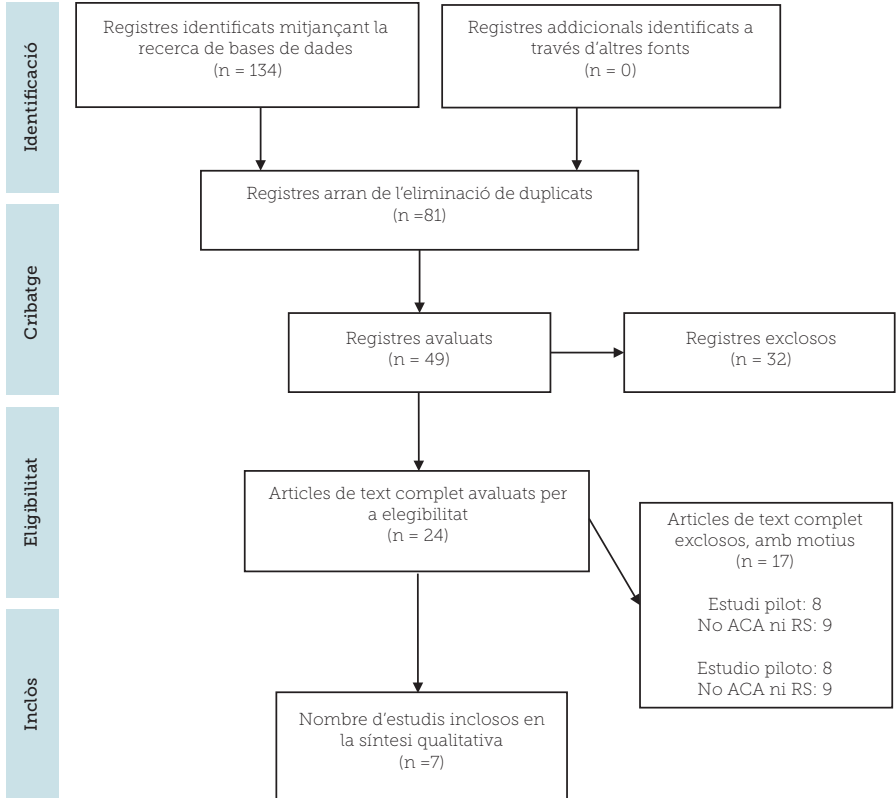 Identificació
Registres identificats mitjançant la
recerca de bases de dades
(n = 134)
Registres addicionals identificats a
través d'altres fonts
(n = 0)
Registres arran de l'eliminació de duplicats
(n =81)
Cribatge
Registres avaluats
(n = 49)
Registres exclosos
(n = 32)
Eligibilitat
Articles de text complet avaluats per
a elegibilitat
(n = 24)
Articles de text complet
exclosos, amb motius
(n = 17)
Estudi pilot: 8
No ACA ni RS: 9
Estudio piloto: 8
No ACA ni RS: 9
Inclòs
Nombre d'estudis inclosos en
la síntesi qualitativa
(n =7)